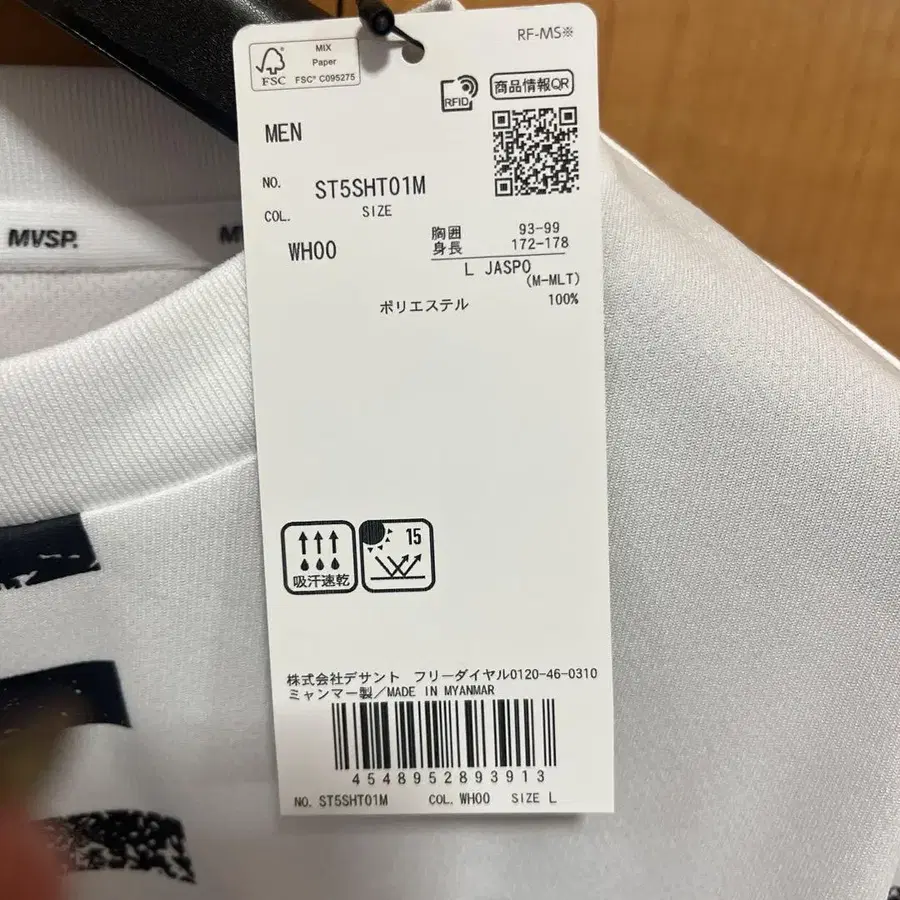 MIX
Paper
FSC
FSC® C095275
RF-MS※
RFID
商品情報QR
MEN
NO. ST5SHT01M
COL. SIZE
WH00
胸囲 93-99
身長 172-178
L JASPO
(M-MLT)
ポリエステル 100%
MVSP.
吸汗速乾
15
株式会社デサント フリーダイヤル0120-46-0310
ミャンマー製/MADE IN MYANMAR
4548952893913
NO. ST5SHT01M COL. WH00 SIZE L